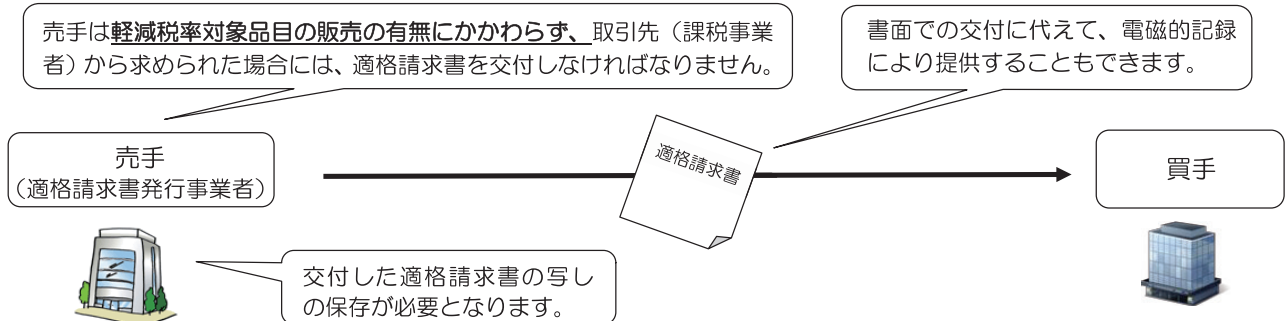 売手は軽減税率対象品目の販売の有無にかかわらず、取引先（課税事業
者）から求められた場合には、適格請求書を交付しなければなりません。
書面での交付に代えて、電磁的記録
により提供することもできます。
売手
（適格請求書発行事業者）
適格請求書
買手
交付した適格請求書の写し
の保存が必要となります。